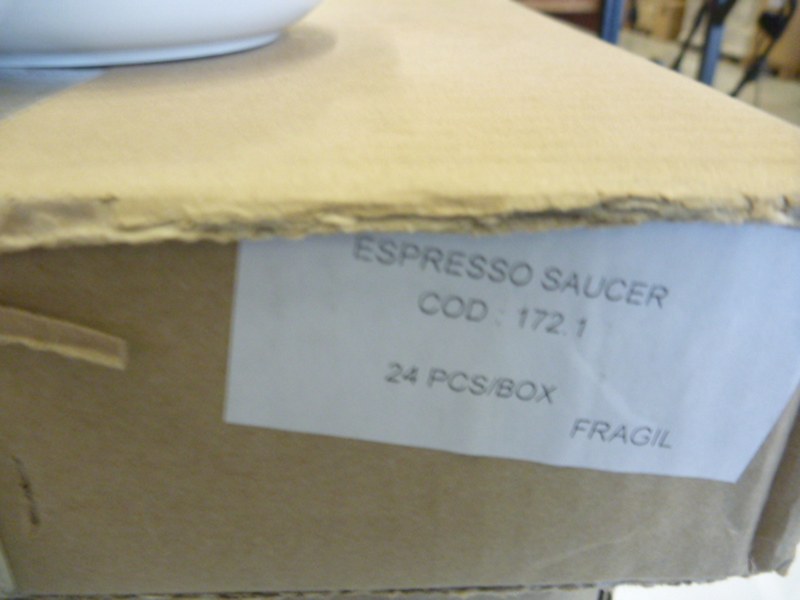 ESPRESSO SAUCER
COD : 172.1
24 PCS/BOX
FRAGIL